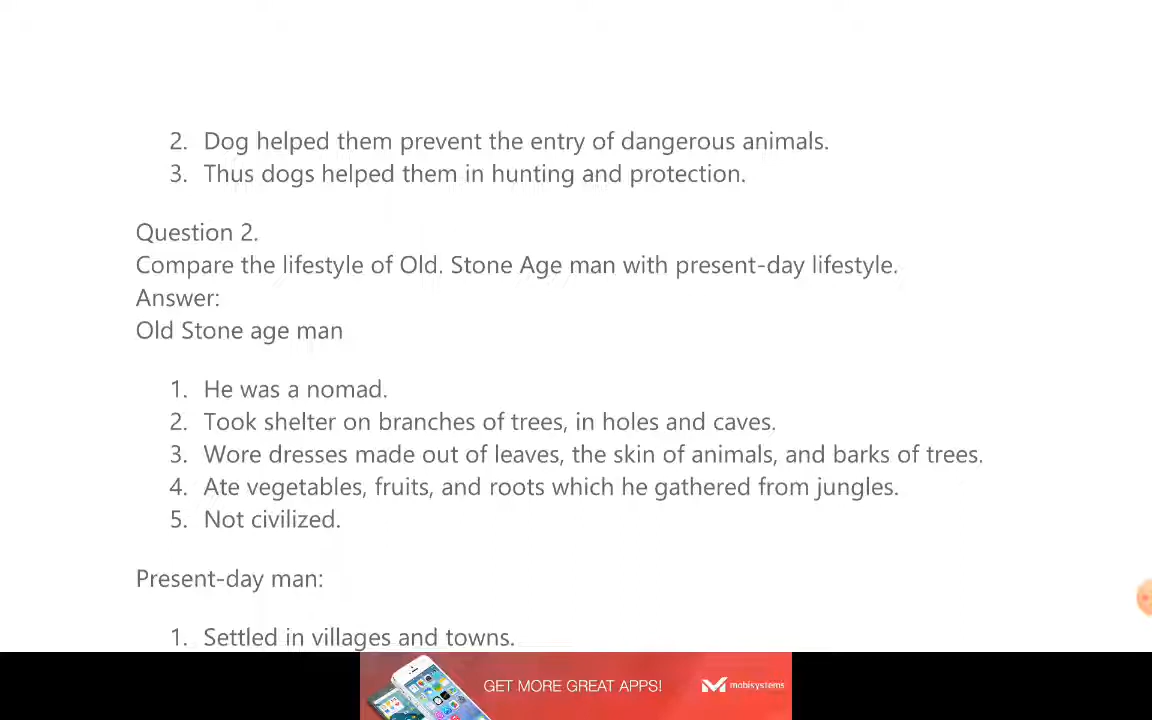 2. Dog helped them prevent the entry of dangerous animals.
3. Thus dogs helped them in hunting and protection.
Question 2.
Compare the lifestyle of Old. Stone Age man with present-day lifestyle.
Answer:
Old Stone age man
1. He was a nomad.
2. Took shelter on branches of trees, in holes and caves.
3. Wore dresses made out of leaves, the skin of animals, and barks of trees.
4. Ate vegetables, fruits, and roots which he gathered from jungles.
5. Not civilized.
Present-day man:
1. Settled in villages and towns.
GET MORE GREAT APPS! mobisystems